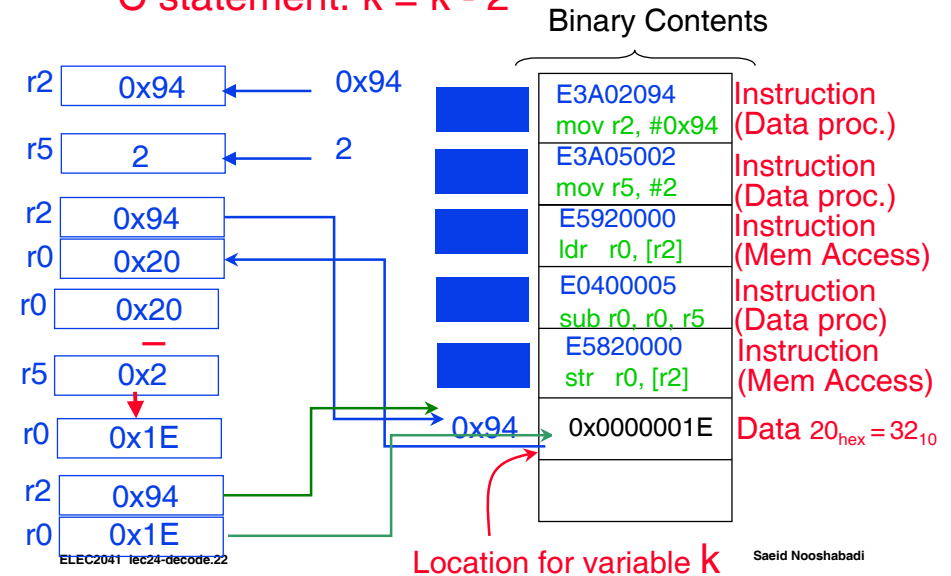 C statement: k = k - 2
Binary Contents
r2 0x94 0x94
r5 2 2
r2 0x94
r0 0x20
r0 0x20
–
r5 0x2
r0 0x1E
r2 0x94
r0 0x1E
E3A02094
mov r2, #0x94
Instruction
(Data proc.)
E3A05002
mov r5, #2
Instruction
(Data proc.)
E5920000
ldr r0, [r2]
Instruction
(Mem Access)
E0400005
sub r0, r0, r5
Instruction
(Data proc)
E5820000
str r0, [r2]
Instruction
(Mem Access)
0x94 0x0000001E Data 20hex = 3210
Location for variable k
ELEC2041 lec24-decode.22
Saeid Nooshabadi